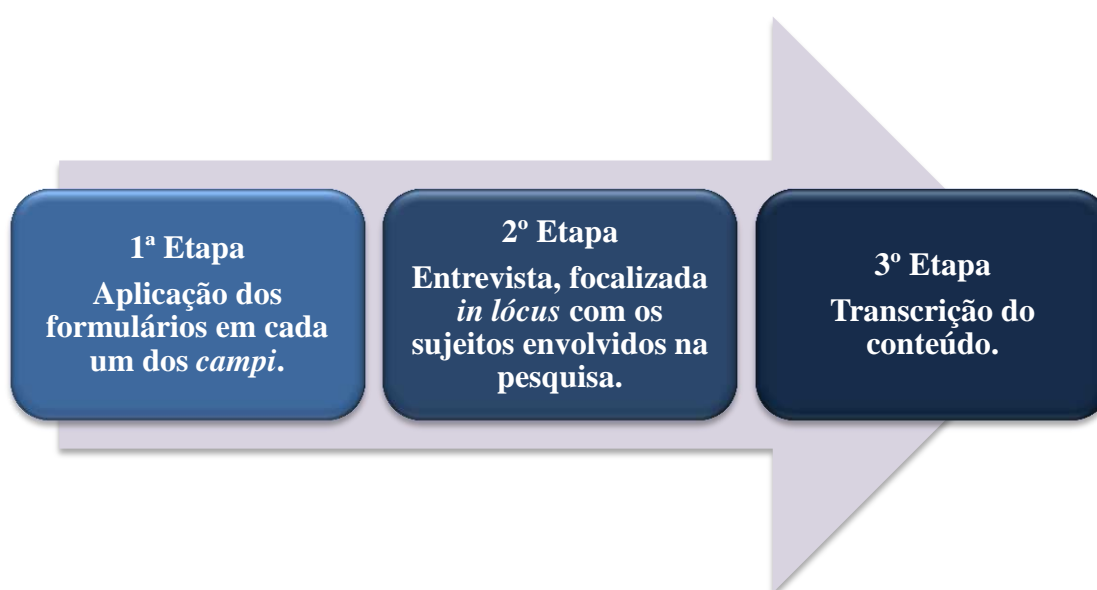 1ª Etapa
Aplicação dos
formulários em cada
um dos campi.
2º Etapa
Entrevista, focalizada
in lócus com os
sujeitos envolvidos na
pesquisa.
3º Etapa
Transcrição do
conteúdo.